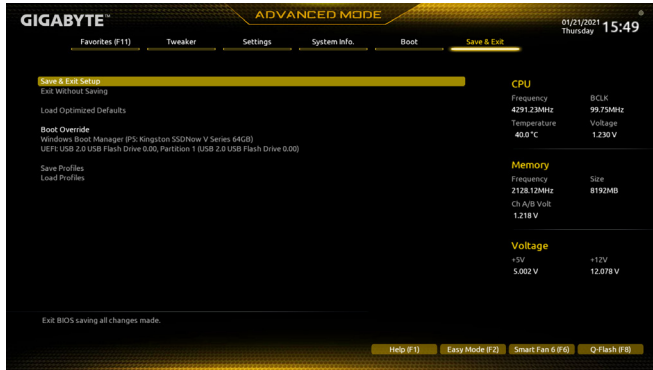 GIGABYTE™
ADVANCED MODE
01/21/2021 Thursday 15:49
Favorites (F11) Tweaker Settings System Info. Boot Save & Exit
Save & Exit Setup
Exit Without Saving
Load Optimized Defaults
Boot Override
Windows Boot Manager (P5: Kingston SSDNow V Series 64GB)
UEFI: USB 2.0 USB Flash Drive 0.00, Partition 1 (USB 2.0 USB Flash Drive 0.00)
Save Profiles
Load Profiles
CPU
Frequency BCLK
4291.23MHz 99.75MHz
Temperature Voltage
40.0 °C 1.230 V
Memory
Frequency Size
2128.12MHz 8192MB
Ch A/B Volt
1.218 V
Voltage
+5V +12V
5.002 V 12.078 V
Exit BIOS saving all changes made.
Help (F1) Easy Mode (F2) Smart Fan 6 (F6) Q-Flash (F8)